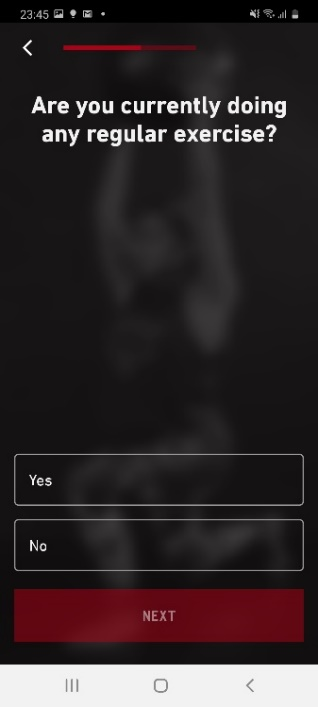 23:45
Are you currently doing
any regular exercise?
Yes
No
NEXT